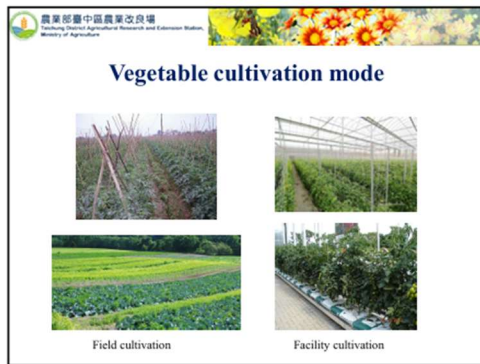 農業部臺中區農業改良場
Taichung District Agricultural Research and Extension Station,
Ministry of Agriculture
Vegetable cultivation mode
Field cultivation
Facility cultivation